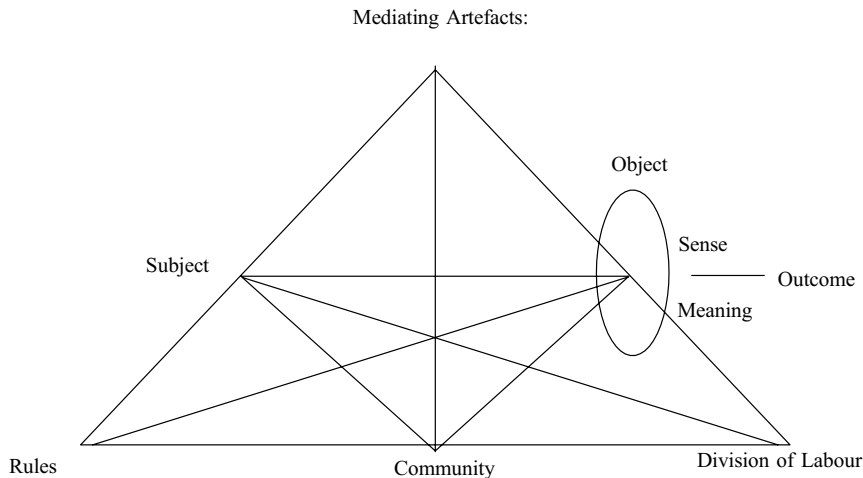 Mediating Artefacts:
Object
Sense
Subject
Outcome
Meaning
Rules
Community
Division of Labour